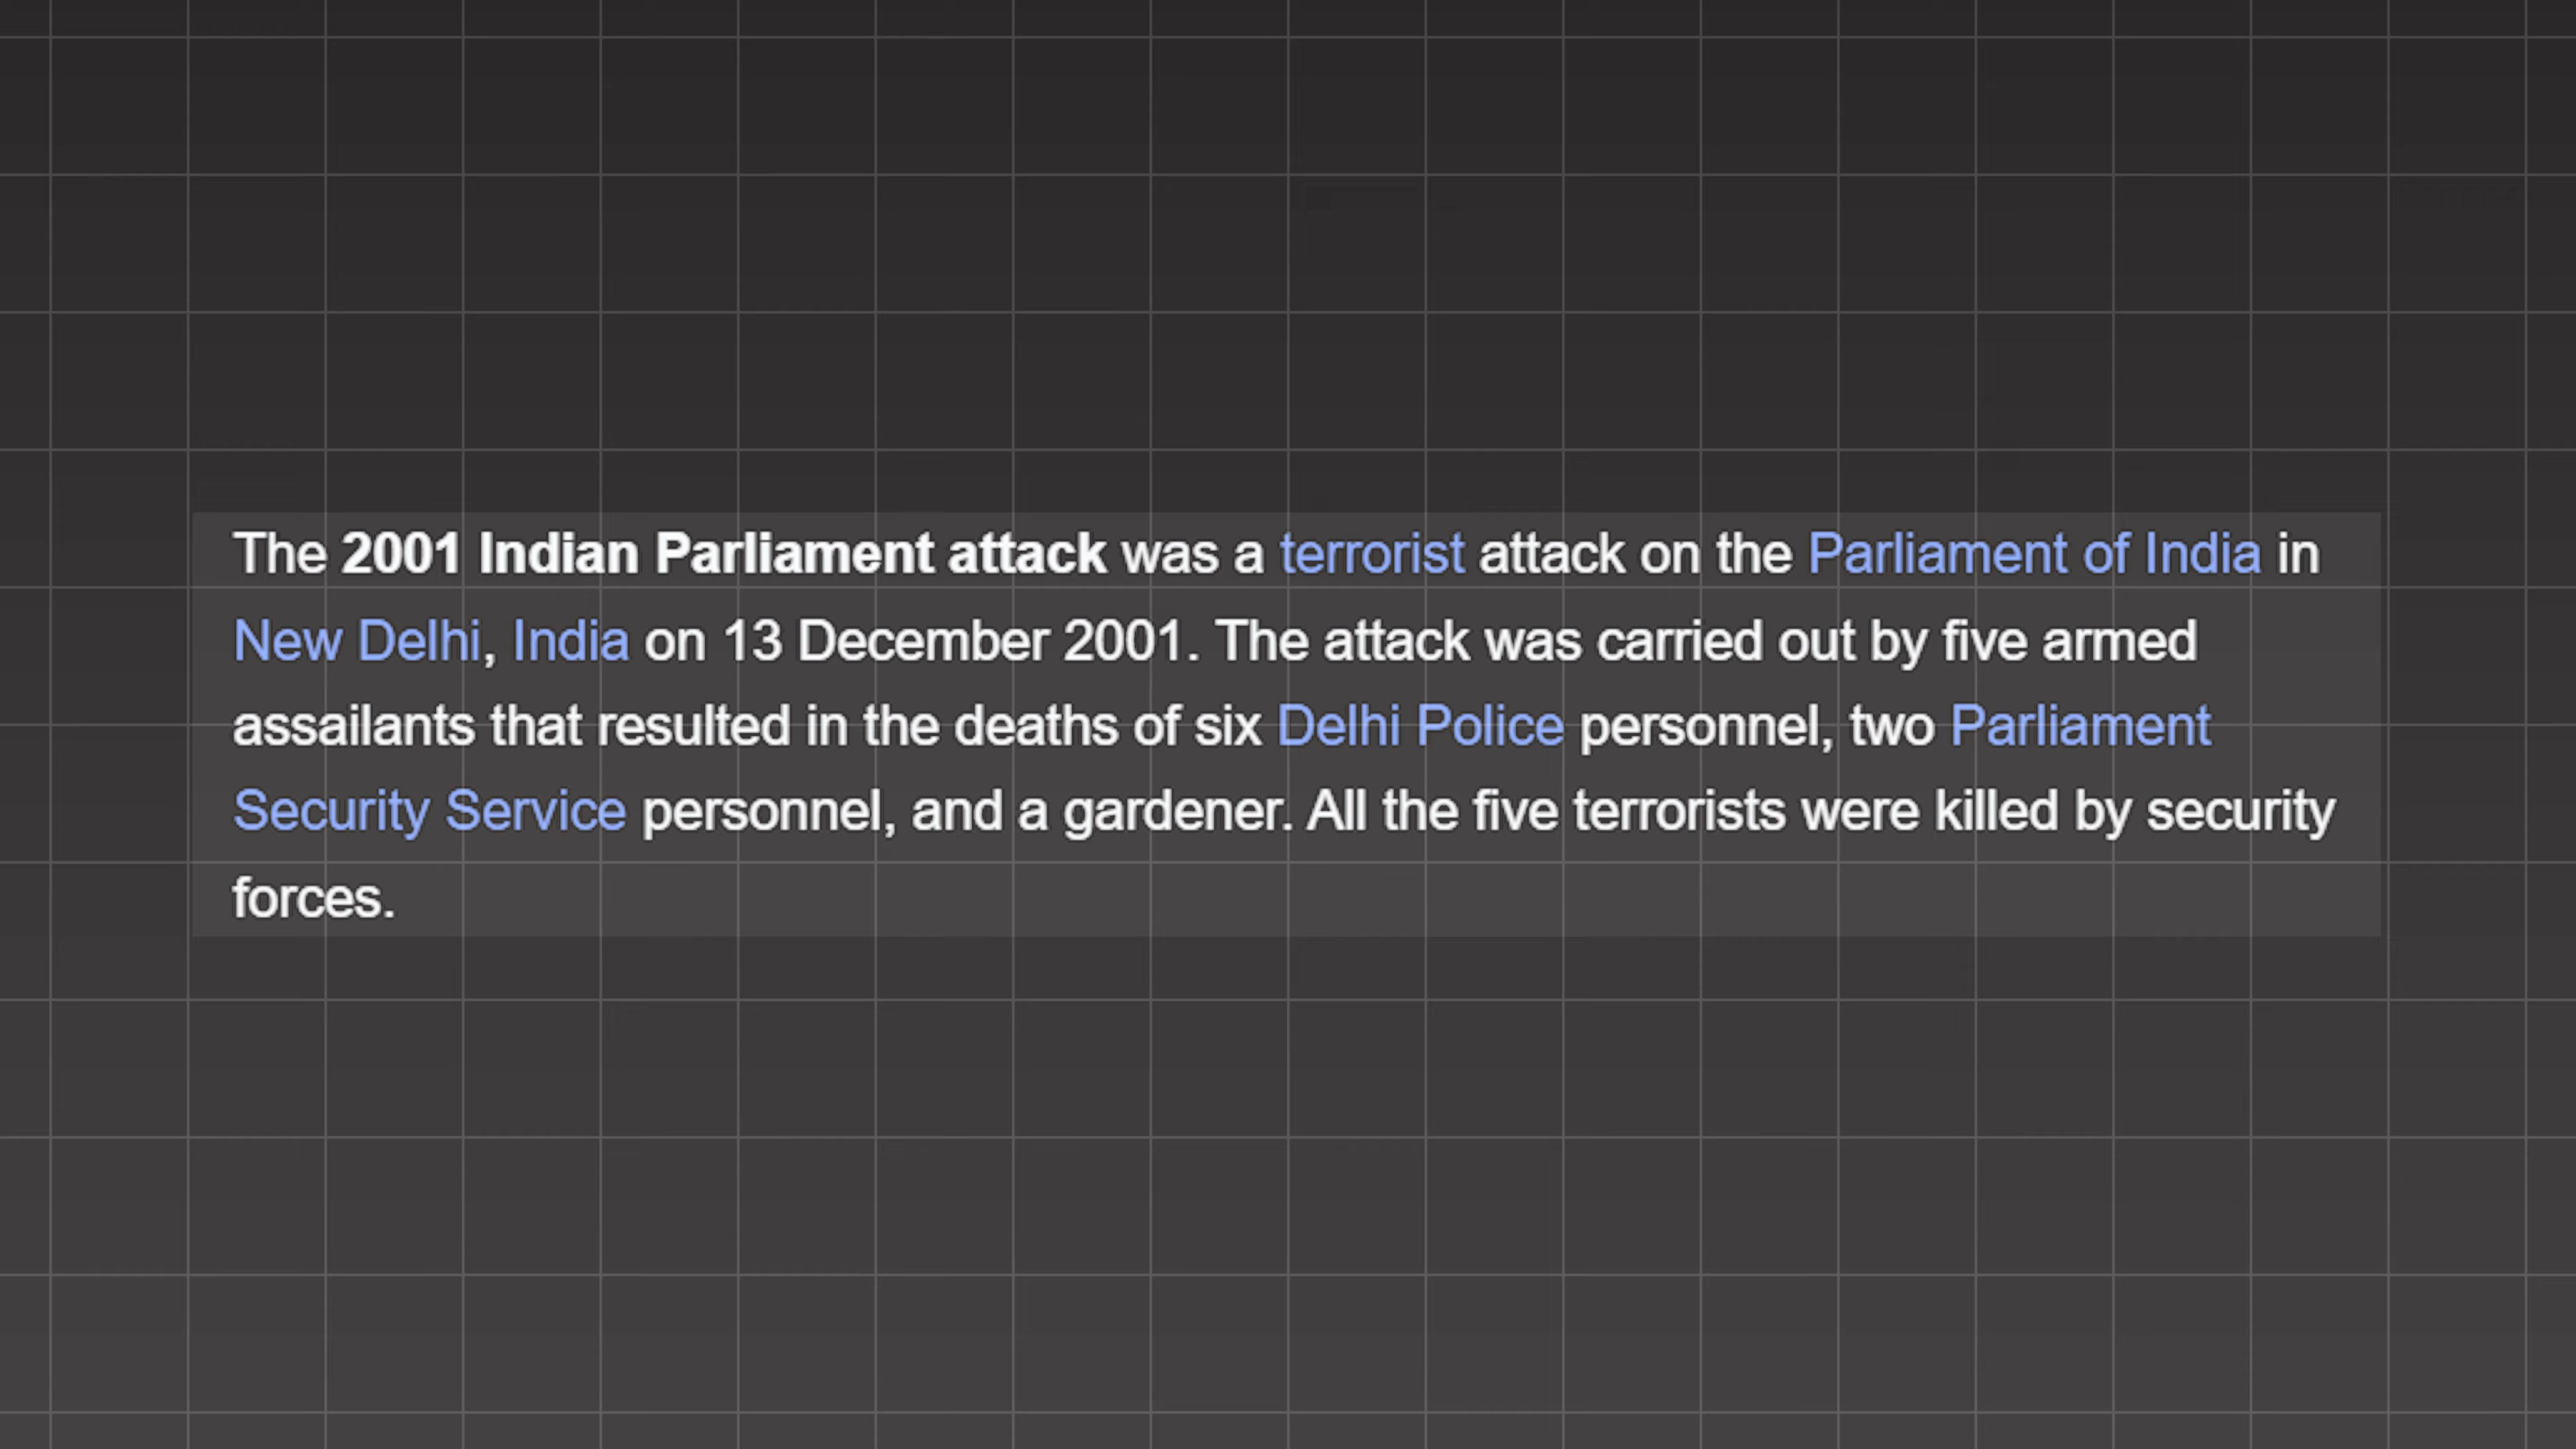 The 2001 Indian Parliament attack was a terrorist attack on the Parliament of India in
New Delhi, India on 13 December 2001. The attack was carried out by five armed
assailants that resulted in the deaths of six Delhi Police personnel, two Parliament
Security Service personnel, and a gardener. All the five terrorists were killed by security
forces.